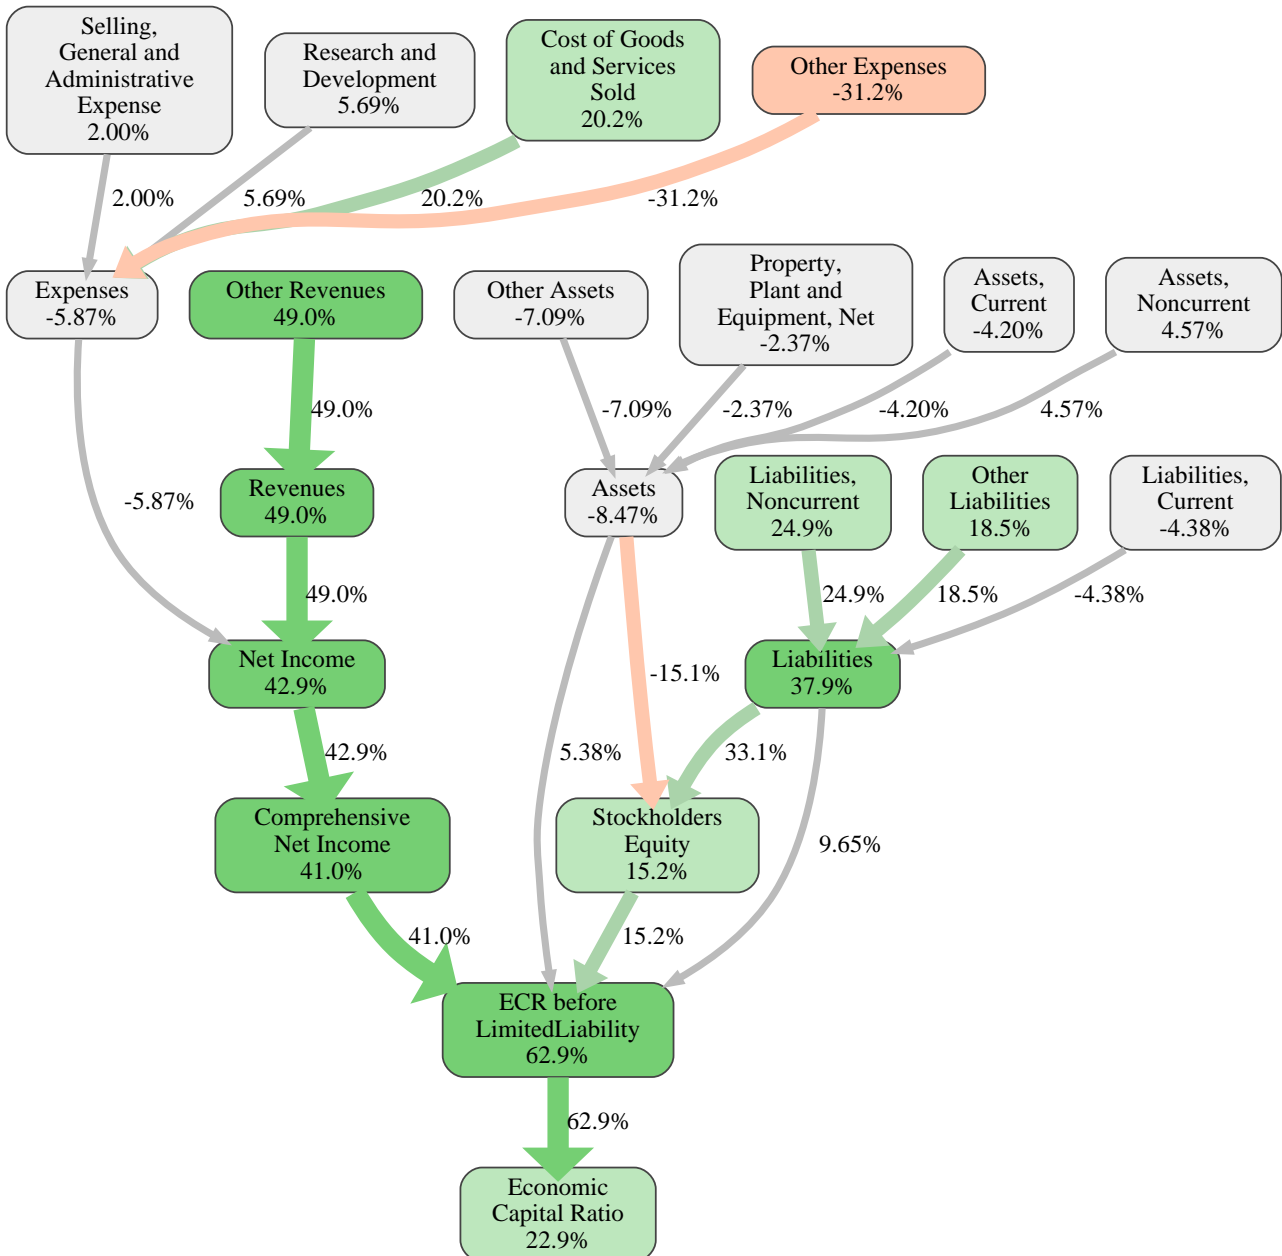 Selling,
General and
Administrative
Expense
2.00%
Research and
Development
5.69%
Cost of Goods
and Services
Sold
20.2%
Other Expenses
-31.2%
2.00%
5.69%
20.2%
-31.2%
Expenses
-5.87%
Other Revenues
49.0%
Other Assets
-7.09%
Property,
Plant and
Equipment, Net
-2.37%
Assets,
Current
-4.20%
Assets,
Noncurrent
4.57%
49.0%
-7.09%
-2.37%
-4.20%
4.57%
-5.87%
Revenues
49.0%
Assets
-8.47%
Liabilities,
Noncurrent
24.9%
Other
Liabilities
18.5%
Liabilities,
Current
-4.38%
49.0%
24.9%
18.5%
-4.38%
Net Income
42.9%
-15.1%
Liabilities
37.9%
42.9%
5.38%
33.1%
Comprehensive
Net Income
41.0%
Stockholders
Equity
15.2%
9.65%
41.0%
15.2%
ECR before
LimitedLiability
62.9%
62.9%
Economic
Capital Ratio
22.9%